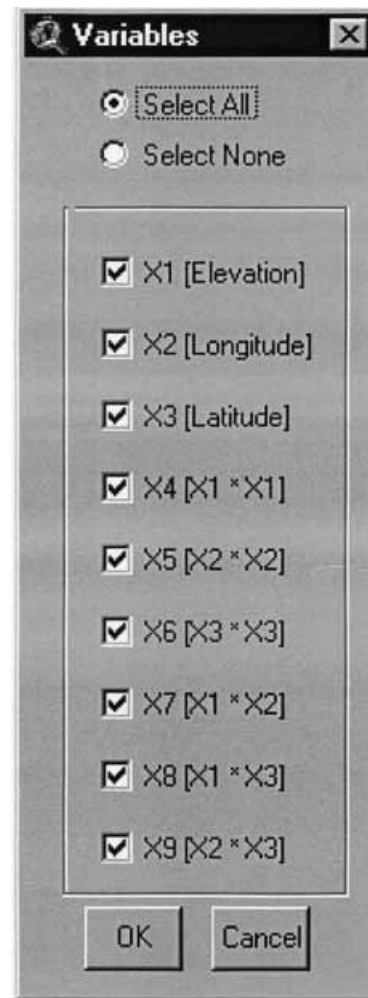 Variables
Select All
Select None
X1 [Elevation]
X2 [Longitude]
X3 [Latitude]
X4 [X1 * X1]
X5 [X2 * X2]
X6 [X3 * X3]
X7 [X1 * X2]
X8 [X1 * X3]
X9 [X2 * X3]
OK Cancel